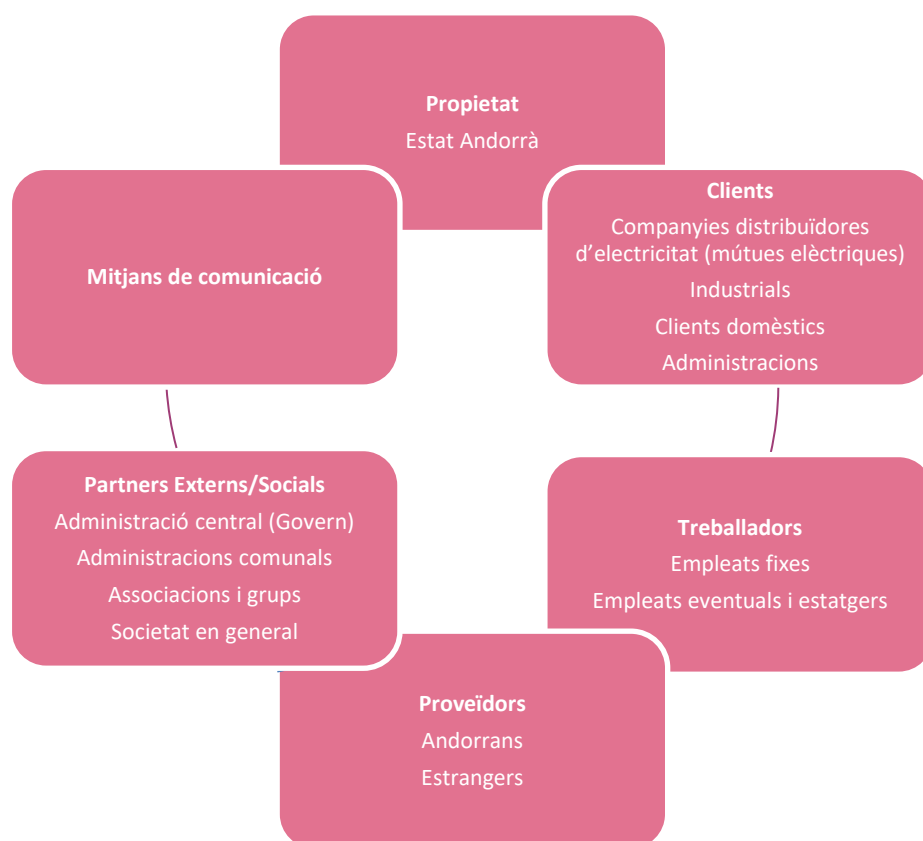 Propietat
Estat Andorrà
Clients
Companyies distribuïdores
d’electricitat (mútues elèctriques)
Industrials
Clients domèstics
Administracions
Mitjans de comunicació
Partners Externs/Socials
Administració central (Govern)
Administracions comunals
Associacions i grups
Societat en general
Treballadors
Empleats fixes
Empleats eventuals i estatgers
Proveïdors
Andorrans
Estrangers